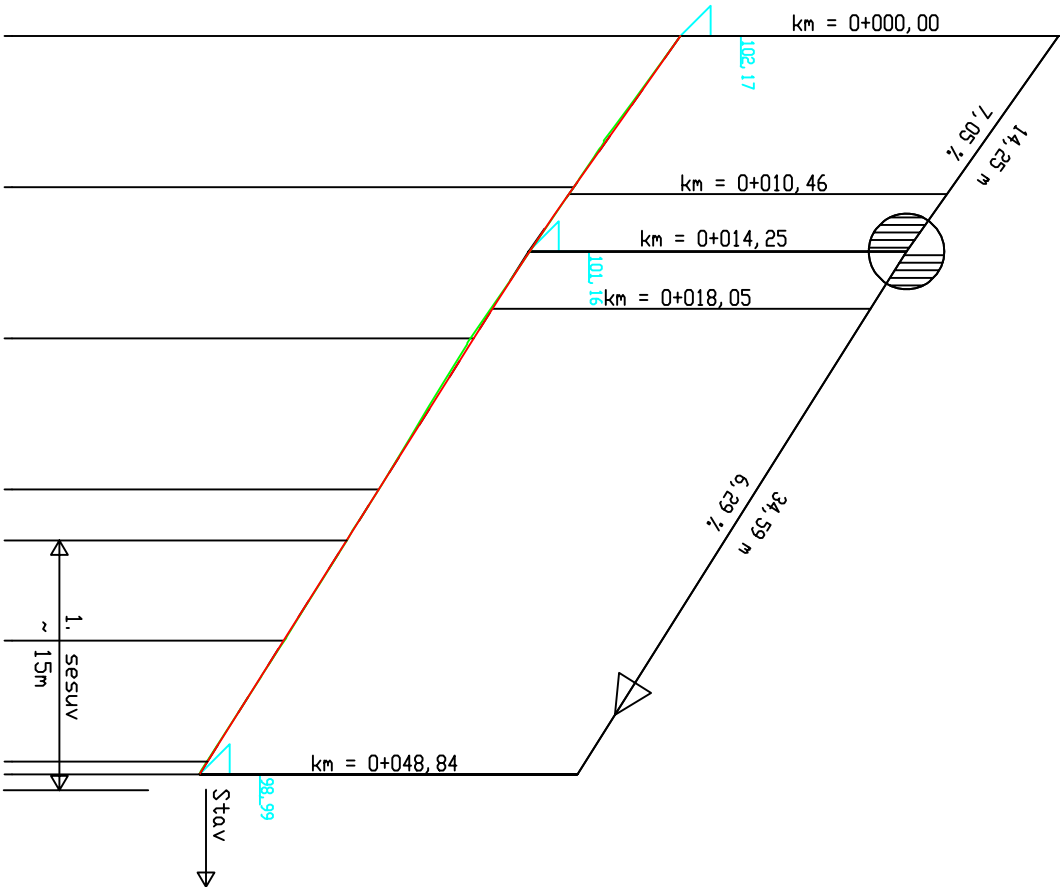 km = 0+000,00
102,17
7,05 %
14,25 m
km = 0+010,46
km = 0+014,25
101,16
km = 0+018,05
6,29 %
34,59 m
1. sesuv
~ 15m
km = 0+048,84
98,99
Stav